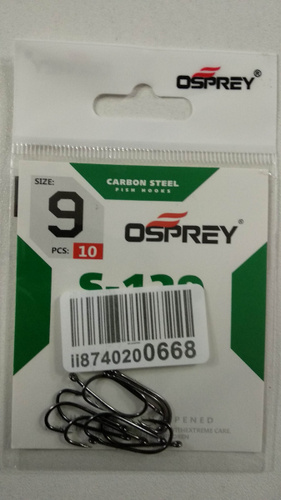 OSPREY®
SIZE:
CARBON STEEL
FISH HOOKS
9
OSPREY®
PCS: 10
ii8740200668